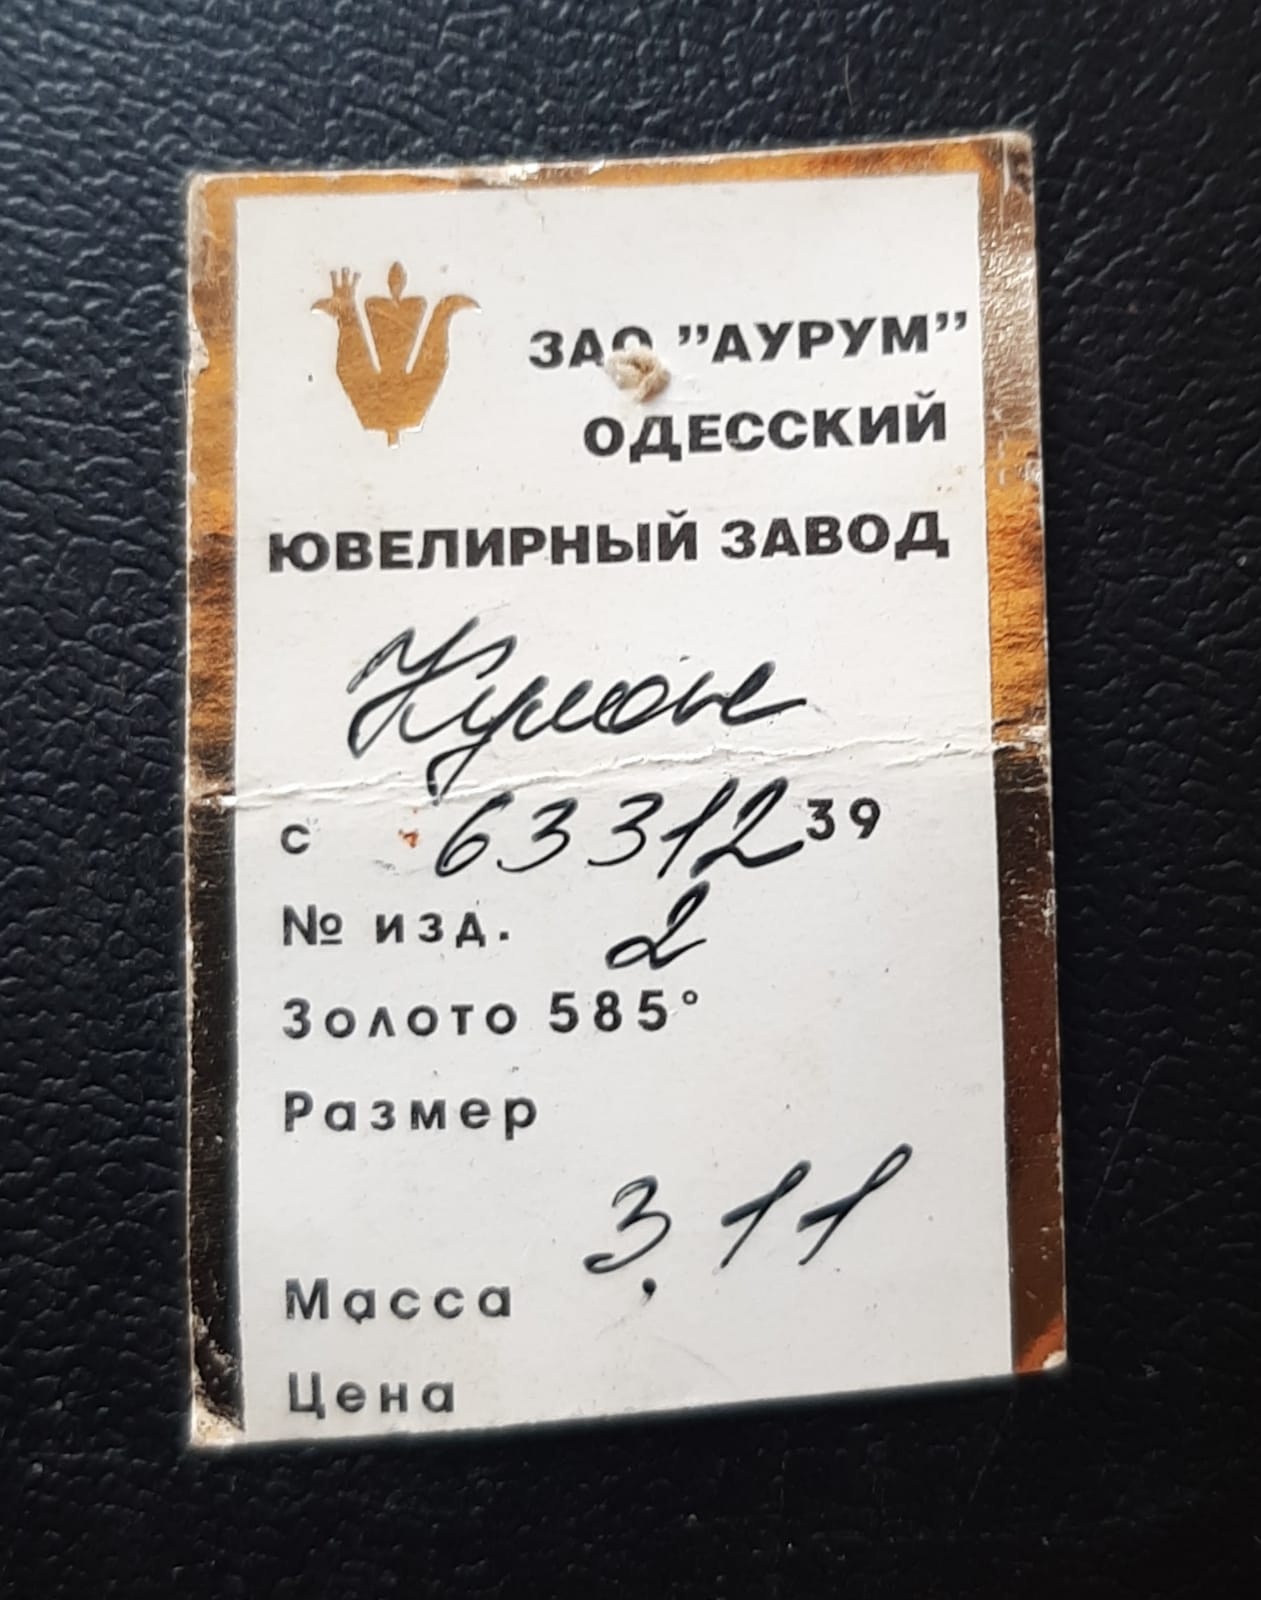 ЗАО "АУРУМ"
ОДЕССКИЙ
ЮВЕЛИРНЫЙ ЗАВОД
Кулон
с 63312 39
№ изд. 2
Золото 585°
Размер
3,11
Масса
Цена